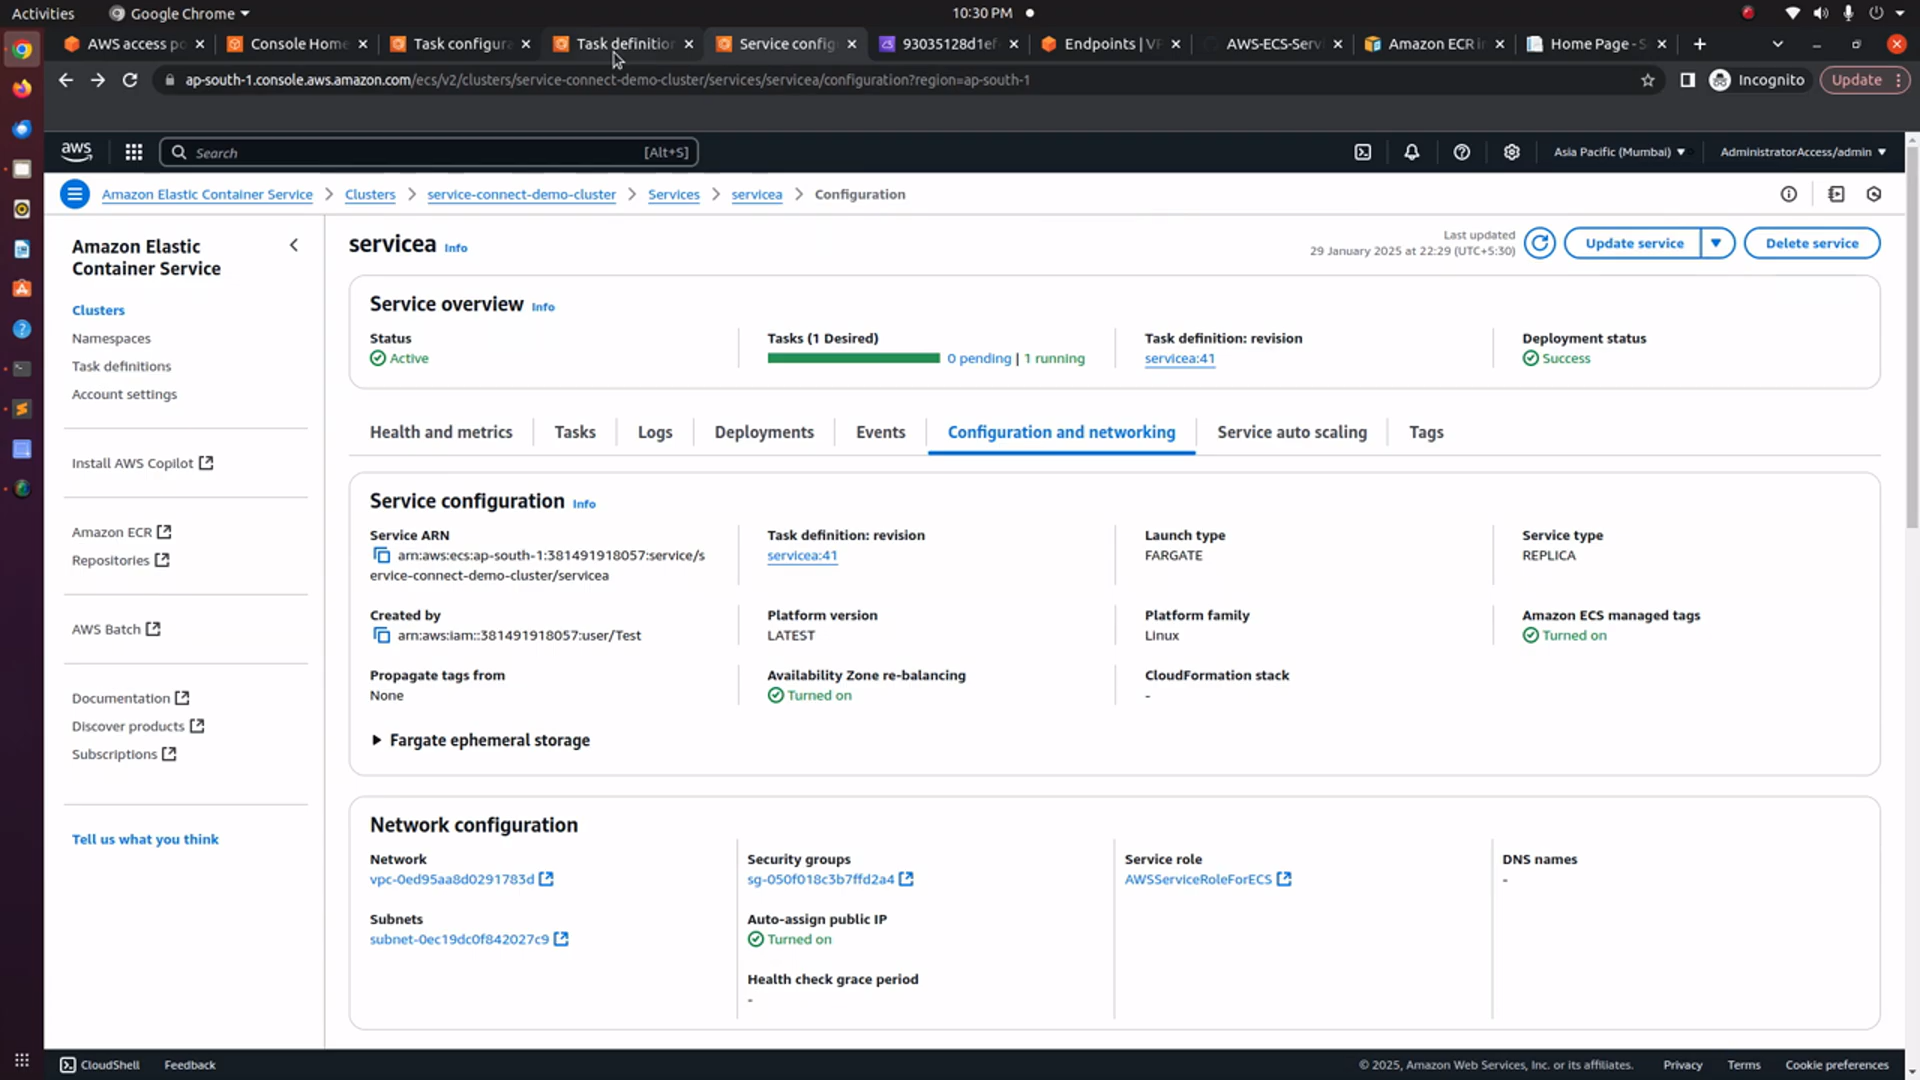 Activities
Google Chrome
10:30 PM
AWS access po
Console Home
Task configura
Task definition
Service config
93035128d1ef
Endpoints | VP
AWS-ECS-Servi
Amazon ECR in
Home Page - S
ap-south-1.console.aws.amazon.com/ecs/v2/clusters/service-connect-demo-cluster/services/servicea/configuration?region=ap-south-1
Incognito
Update
aws
Search
[Alt+S]
Asia Pacific (Mumbai)
AdministratorAccess/admin
Amazon Elastic Container Service
Clusters
service-connect-demo-cluster
Services
servicea
Configuration
Amazon Elastic
Container Service
Clusters
Namespaces
Task definitions
Account settings
Install AWS Copilot
Amazon ECR
Repositories
AWS Batch
Documentation
Discover products
Subscriptions
Tell us what you think
servicea Info
Last updated
29 January 2025 at 22:29 (UTC+5:30)
Update service
Delete service
Service overview Info
Status
Active
Tasks (1 Desired)
0 pending | 1 running
Task definition: revision
servicea:41
Deployment status
Success
Health and metrics
Tasks
Logs
Deployments
Events
Configuration and networking
Service auto scaling
Tags
Service configuration Info
Service ARN
arn:aws:ecs:ap-south-1:381491918057:service/s
ervice-connect-demo-cluster/servicea
Task definition: revision
servicea:41
Launch type
FARGATE
Service type
REPLICA
Created by
arn:aws:iam::381491918057:user/Test
Platform version
LATEST
Platform family
Linux
Amazon ECS managed tags
Turned on
Propagate tags from
None
Availability Zone re-balancing
Turned on
CloudFormation stack
-
Fargate ephemeral storage
Network configuration
Network
vpc-0ed95aa8d0291783d
Subnets
subnet-0ec19dc0f842027c9
Security groups
sg-050f018c3b7ffd2a4
Auto-assign public IP
Turned on
Health check grace period
-
Service role
AWSServiceRoleForECS
DNS names
-
CloudShell
Feedback
© 2025, Amazon Web Services, Inc. or its affiliates.
Privacy
Terms
Cookie preferences